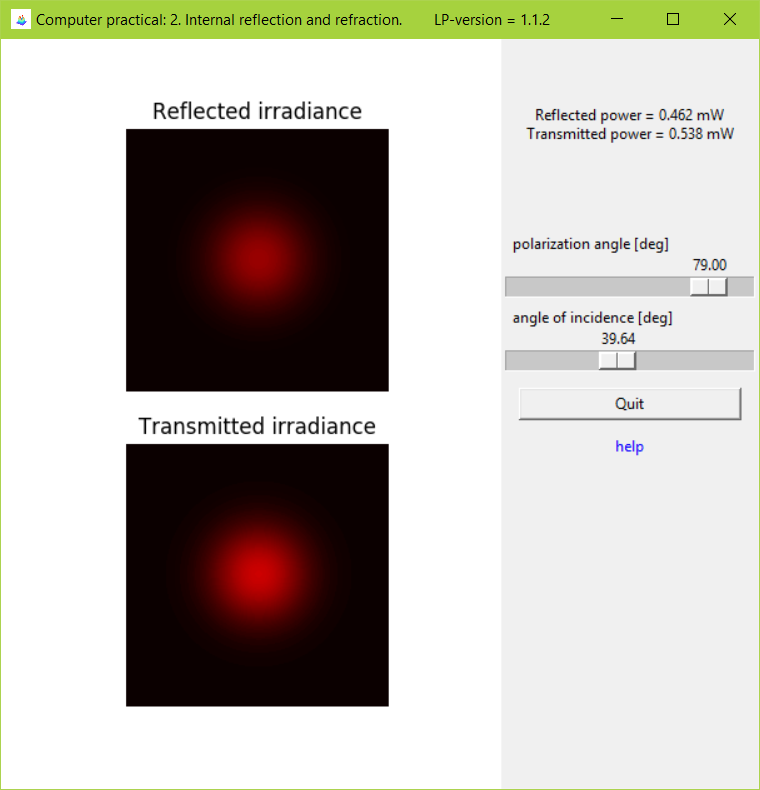 Computer practical: 2. Internal reflection and refraction. LP-version = 1.1.2
Reflected irradiance
Reflected power = 0.462 mW
Transmitted power = 0.538 mW
polarization angle [deg]
79.00
angle of incidence [deg]
39.64
Quit
Transmitted irradiance
help